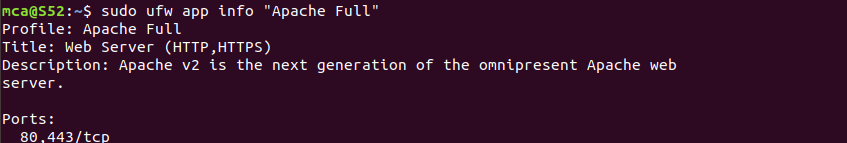 mca@S52:~$ sudo ufw app info "Apache Full"
Profile: Apache Full
Title: Web Server (HTTP,HTTPS)
Description: Apache v2 is the next generation of the omnipresent Apache web
server.

Ports:
  80,443/tcp